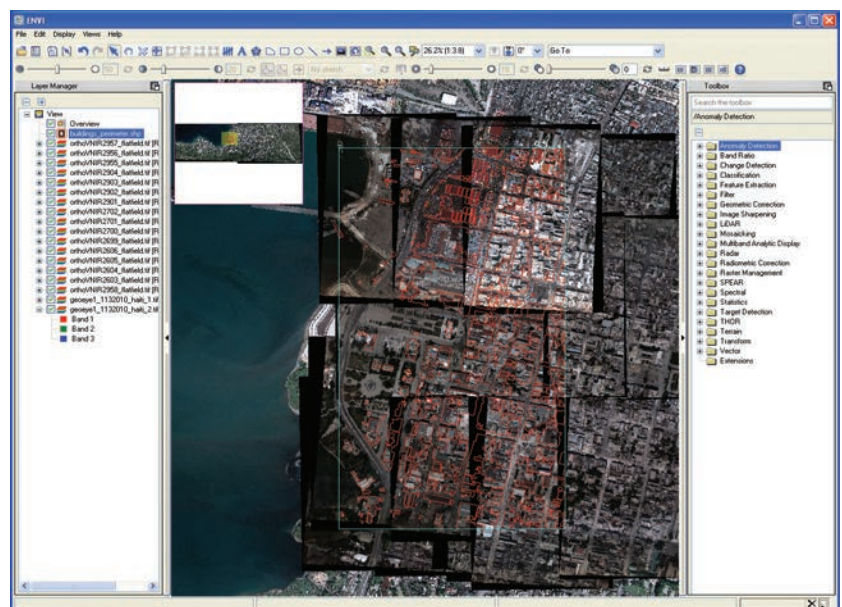 ENVI
File Edit Display Views Help
26.2% (1:3.8)
0°
Go To
Layer Manager
Toolbox
Search the toolbox
/Anomaly Detection
View
Overview
buildings_perimeter.shp
orthoVNIR2957_flatfield.tif [R
orthoVNIR2956_flatfield.tif [R
orthoVNIR2955_flatfield.tif [R
orthoVNIR2904_flatfield.tif [R
orthoVNIR2903_flatfield.tif [R
orthoVNIR2902_flatfield.tif [R
orthoVNIR2901_flatfield.tif [R
orthoVNIR2702_flatfield.tif [R
orthoVNIR2701_flatfield.tif [R
orthoVNIR2700_flatfield.tif [R
orthoVNIR2699_flatfield.tif [R
orthoVNIR2606_flatfield.tif [R
orthoVNIR2605_flatfield.tif [R
orthoVNIR2604_flatfield.tif [R
orthoVNIR2603_flatfield.tif [R
orthoVNIR2958_flatfield.tif [R
geoeye1_1132010_haiti_1.tif
geoeye1_1132010_haiti_2.tif
Band 1
Band 2
Band 3
Anomaly Detection
Band Ratio
Change Detection
Classification
Feature Extraction
Filter
Geometric Correction
Image Sharpening
LiDAR
Mosaicking
Multiband Analytic Display
Radar
Radiometric Correction
Raster Management
SPEAR
Spectral
Statistics
Target Detection
THOR
Terrain
Transform
Vector
Extensions